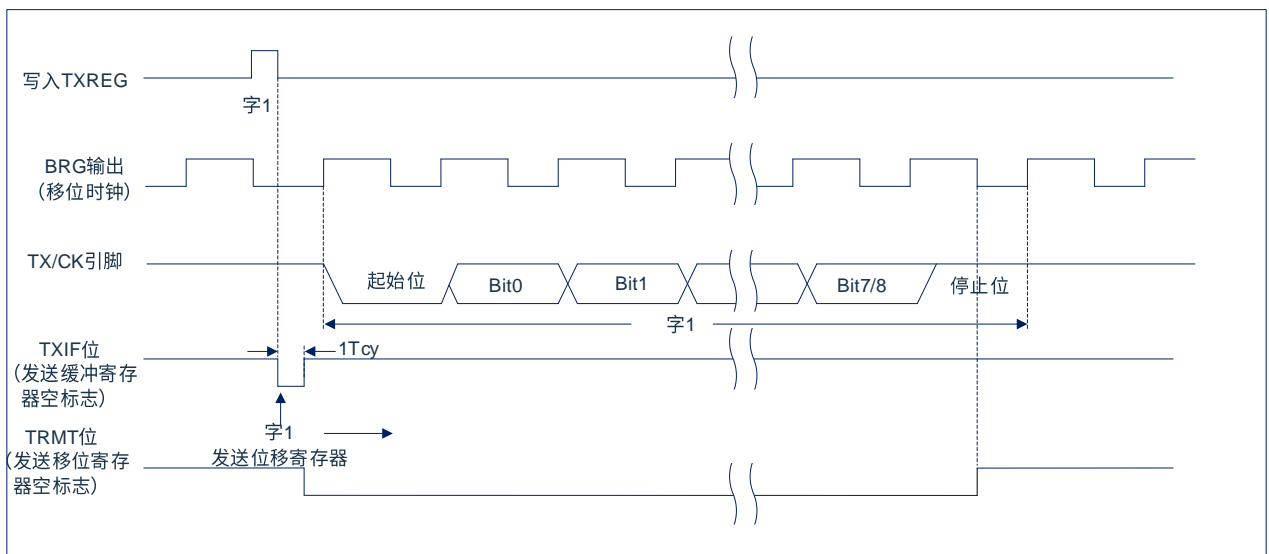 写入TXREG
字1
BRG输出
（移位时钟）
TX/CK引脚
起始位
Bit0
Bit1
Bit7/8
停止位
字1
TXIF位
（发送缓冲寄存
器空标志）
1Tcy
字1
发送位移寄存器
TRMT位
（发送移位寄存
器空标志）